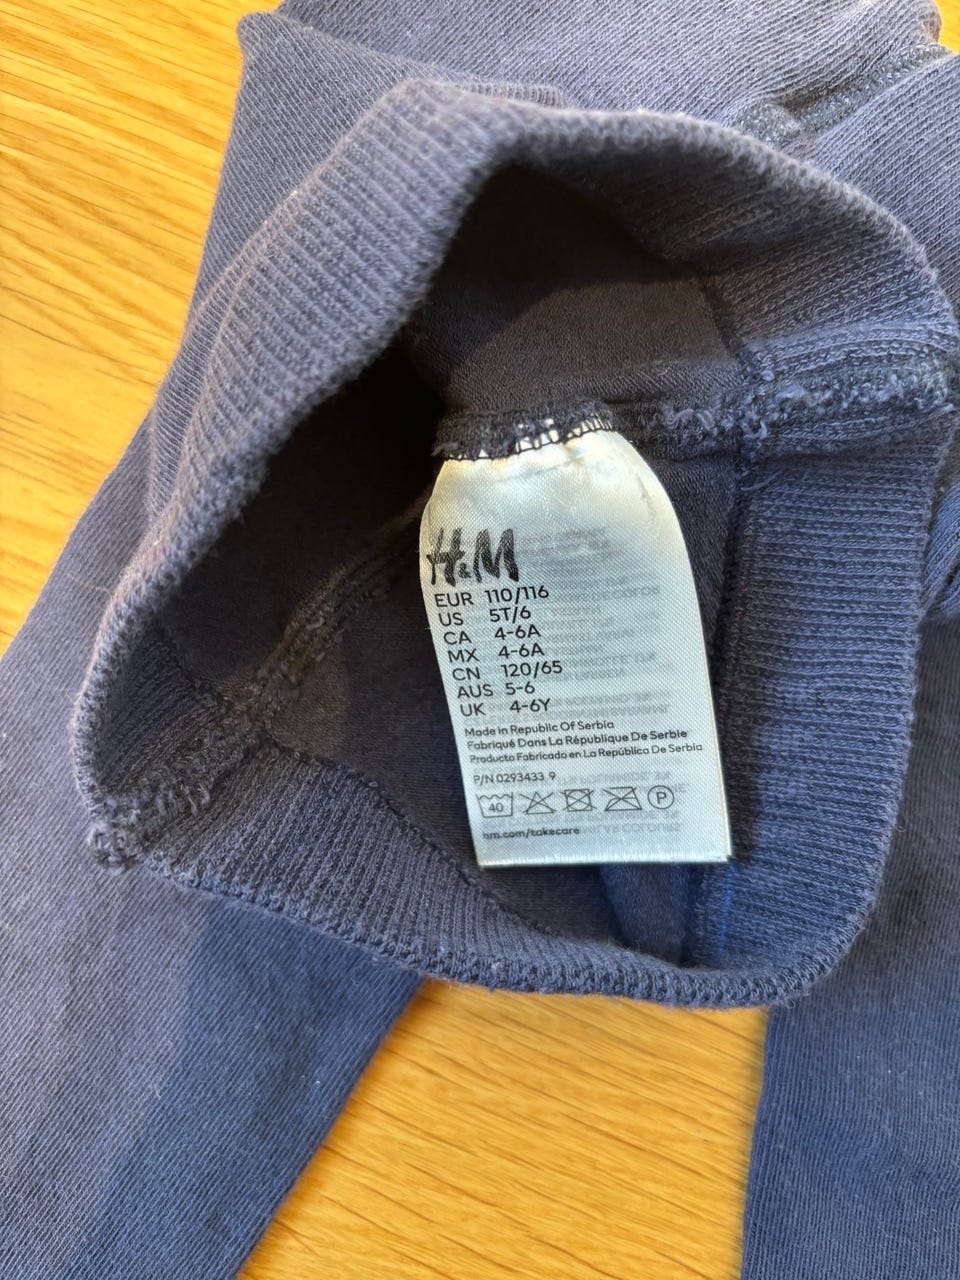 H&M
EUR 110/116
US 5T/6
CA 4-6A
MX 4-6A
CN 120/65
AUS 5-6
UK 4-6Y
Made in Republic Of Serbia
Fabriqué Dans La République De Serbie
Producto Fabricado en La República De Serbia
P/N 0293433 9
40 P
hm.com/takecare